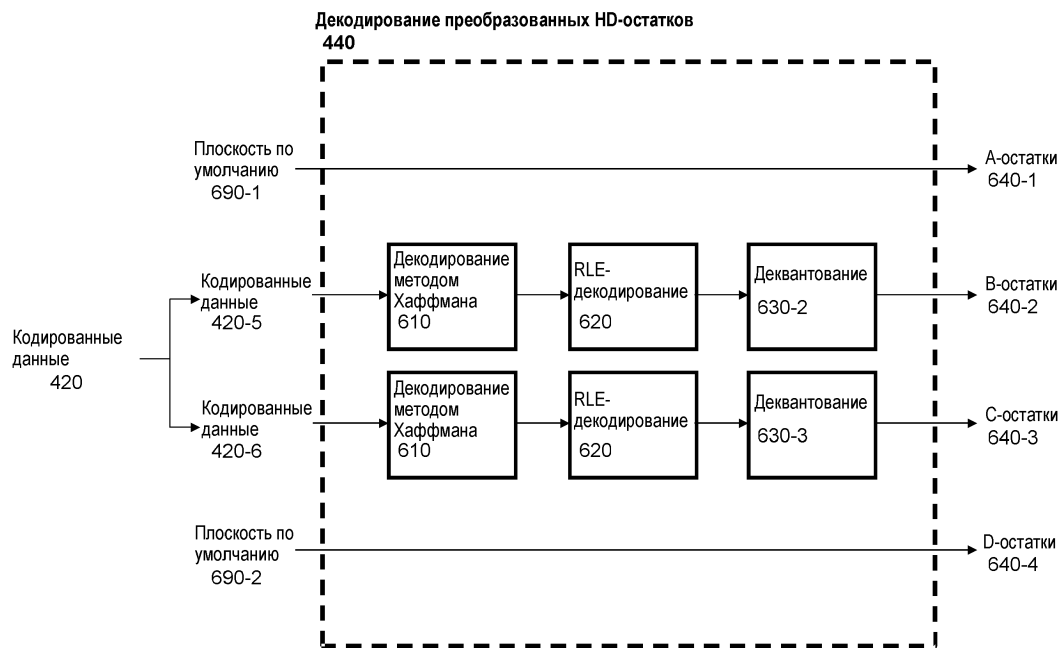 Декодирование преобразованных HD-остатков
440
Плоскость по
умолчанию
690-1
A-остатки
640-1
Кодированные
данные
420
Кодированные
данные
420-5
Декодирование
методом
Хаффмана
610
RLE-
декодирование
620
Деквантование
630-2
B-остатки
640-2
Кодированные
данные
420-6
Декодирование
методом
Хаффмана
610
RLE-
декодирование
620
Деквантование
630-3
C-остатки
640-3
Плоскость по
умолчанию
690-2
D-остатки
640-4